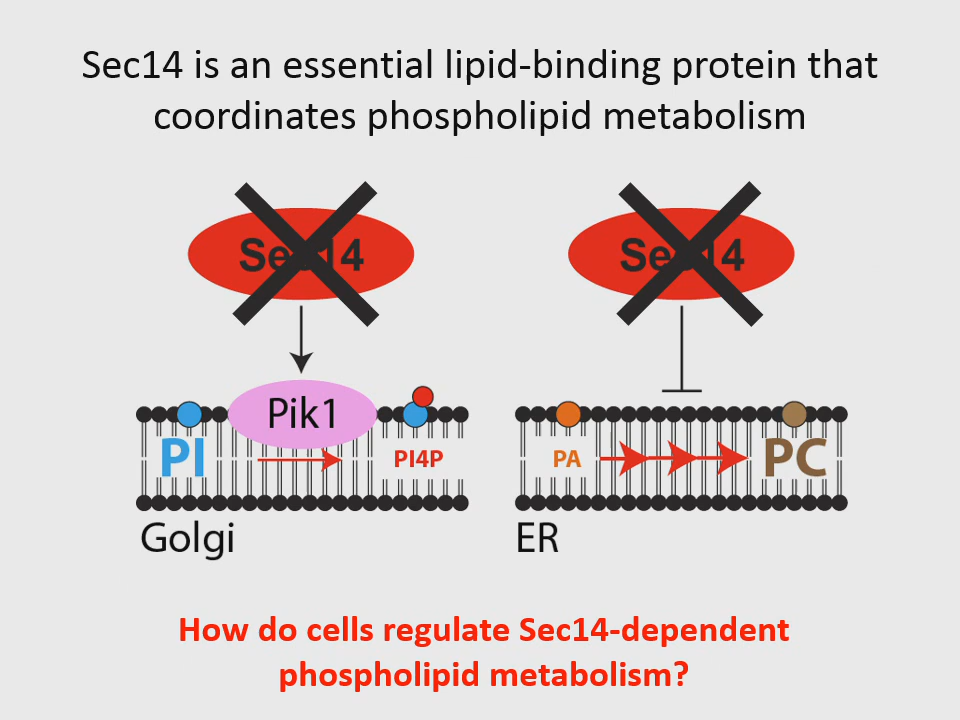 Sec14 is an essential lipid-binding protein that
coordinates phospholipid metabolism
Sec14
Sec14
Pik1
PI
PI4P
PA
PC
Golgi
ER
How do cells regulate Sec14-dependent
phospholipid metabolism?